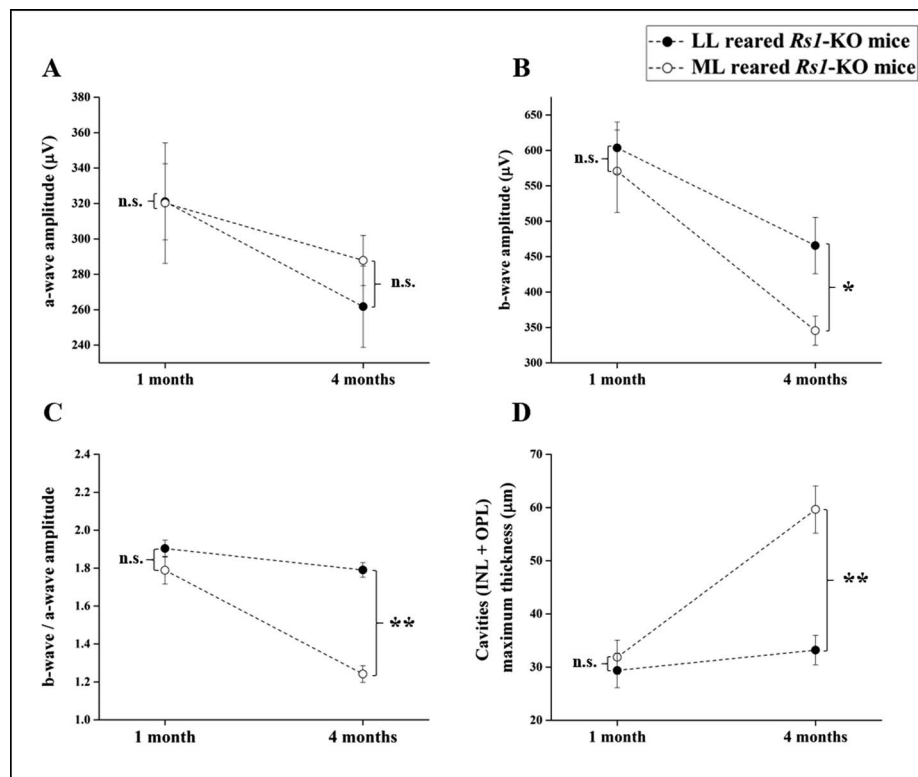 LL reared Rs1-KO mice
ML reared Rs1-KO mice
A
a-wave amplitude (μV)
380
360
340
320
300
280
260
240
n.s.
n.s.
1 month
4 months
B
b-wave amplitude (μV)
650
600
550
500
450
400
350
300
n.s.
*
1 month
4 months
C
b-wave / a-wave amplitude
2.4
2.2
2.0
1.8
1.6
1.4
1.2
1.0
n.s.
**
1 month
4 months
D
Cavities (INL + OPL)
maximum thickness (μm)
70
60
50
40
30
20
n.s.
**
1 month
4 months